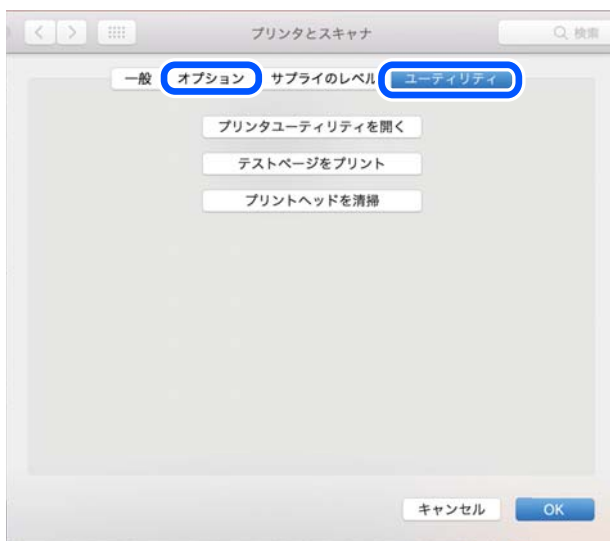 プリンタとスキャナ
検索
一般 オプション サプライのレベル ユーティリティ
プリンタユーティリティを開く
テストページをプリント
プリントヘッドを清掃
キャンセル OK